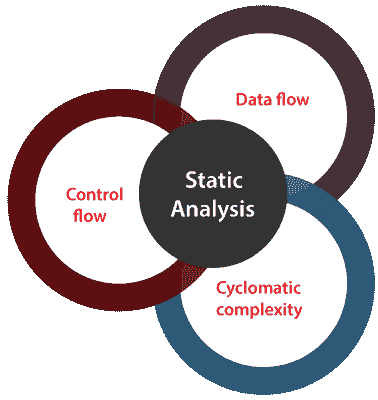 Data flow
Static
Analysis
Control
flow
Cyclomatic
complexity